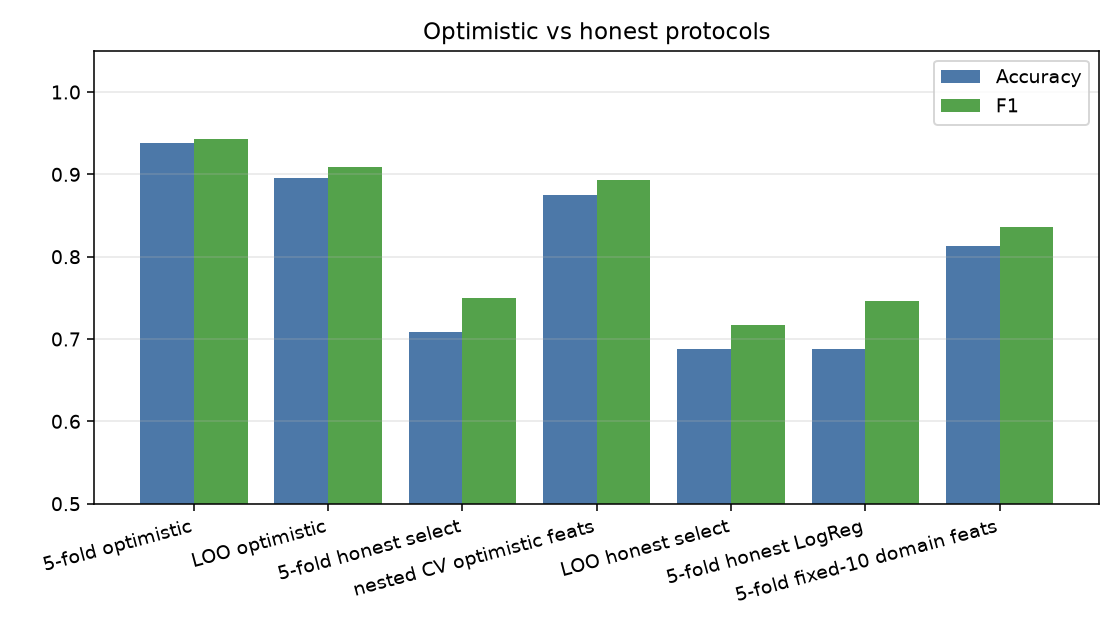 Optimistic vs honest protocols
Accuracy
F1
1.0
0.9
0.8
0.7
0.6
0.5
5-fold optimistic
LOO optimistic
5-fold honest select
nested CV optimistic feats
LOO honest select
5-fold honest LogReg
5-fold fixed-10 domain feats